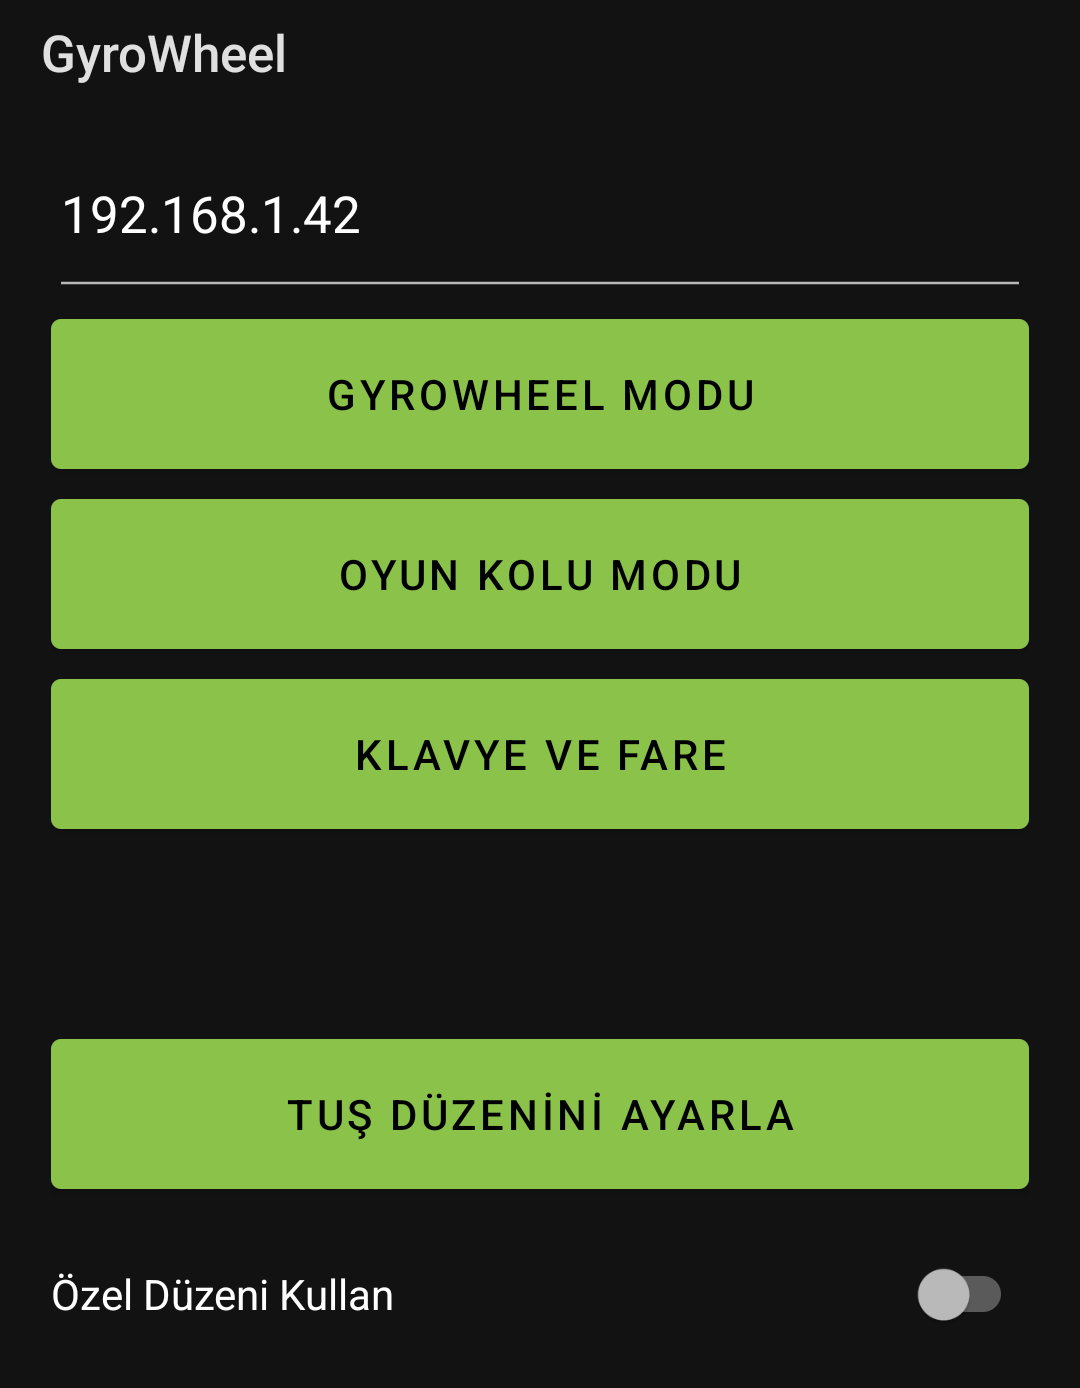 GyroWheel
192.168.1.42
GYROWHEEL MODU
OYUN KOLU MODU
KLAVYE VE FARE
TUŞ DÜZENİNİ AYARLA
Özel Düzeni Kullan